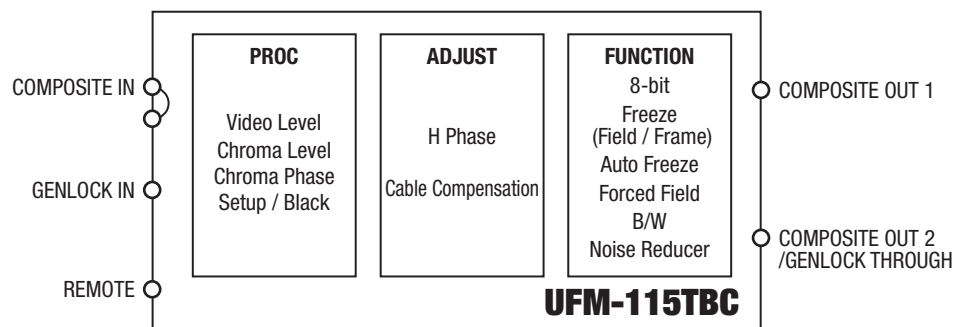 COMPOSITE IN
GENLOCK IN
REMOTE
PROC
Video Level
Chroma Level
Chroma Phase
Setup / Black
ADJUST
H Phase
Cable Compensation
FUNCTION
8-bit
Freeze
(Field / Frame)
Auto Freeze
Forced Field
B/W
Noise Reducer
UFM-115TBC
COMPOSITE OUT 1
COMPOSITE OUT 2
/GENLOCK THROUGH